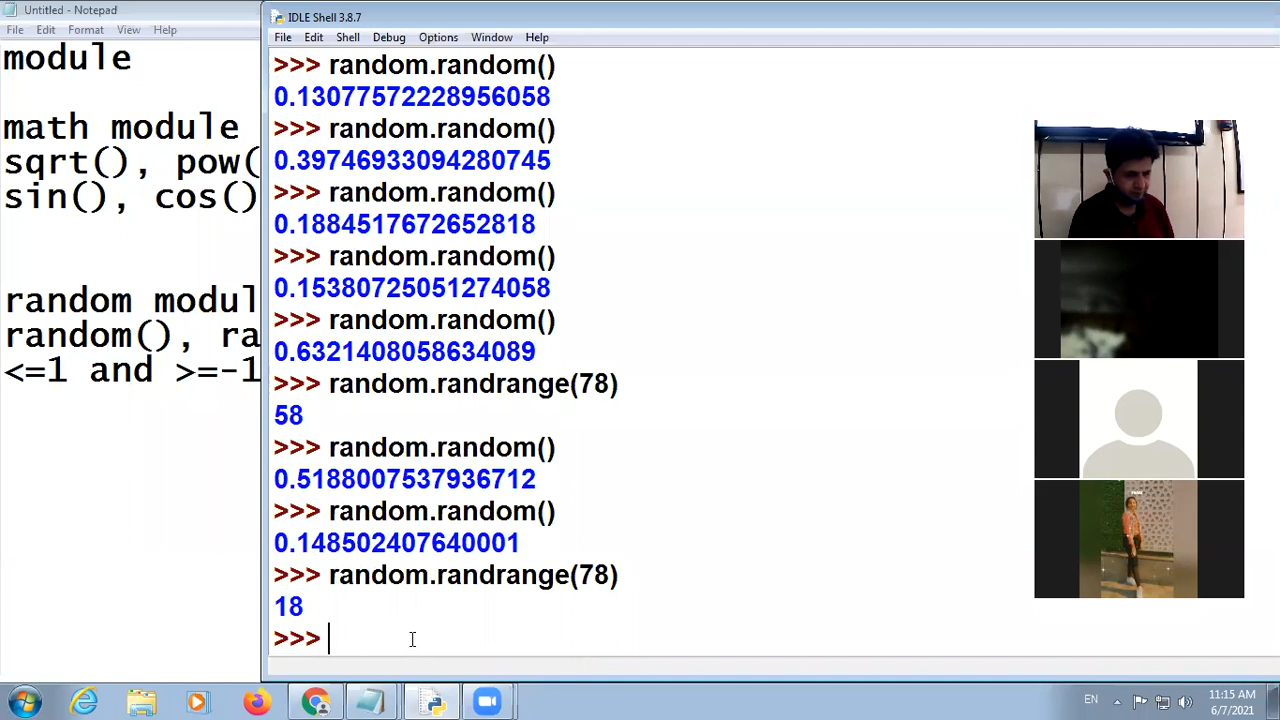 Untitled - Notepad
File Edit Format View Help
module
math module
sqrt(), pow(
sin(), cos()
random modul
random(), ra
<=1 and >=-1
IDLE Shell 3.8.7
File Edit Shell Debug Options Window Help
>>> random.random()
0.13077572228956058
>>> random.random()
0.39746933094280745
>>> random.random()
0.1884517672652818
>>> random.random()
0.15380725051274058
>>> random.random()
0.6321408058634089
>>> random.randrange(78)
58
>>> random.random()
0.5188007537936712
>>> random.random()
0.148502407640001
>>> random.randrange(78)
18
>>>
EN
11:15 AM
6/7/2021